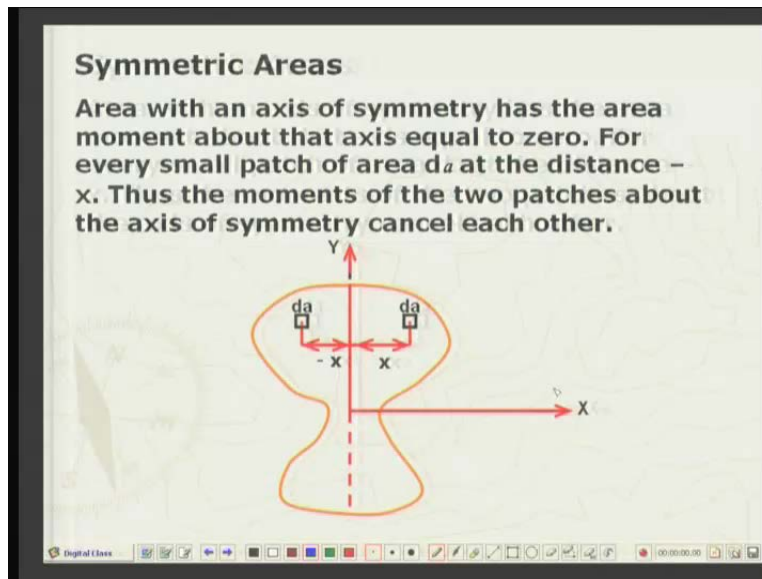 Symmetric Areas
Area with an axis of symmetry has the area
moment about that axis equal to zero. For
every small patch of area da at the distance –
x. Thus the moments of the two patches about
the axis of symmetry cancel each other.
Y
da da
- x x
X
Digital Class 00:00:00.00